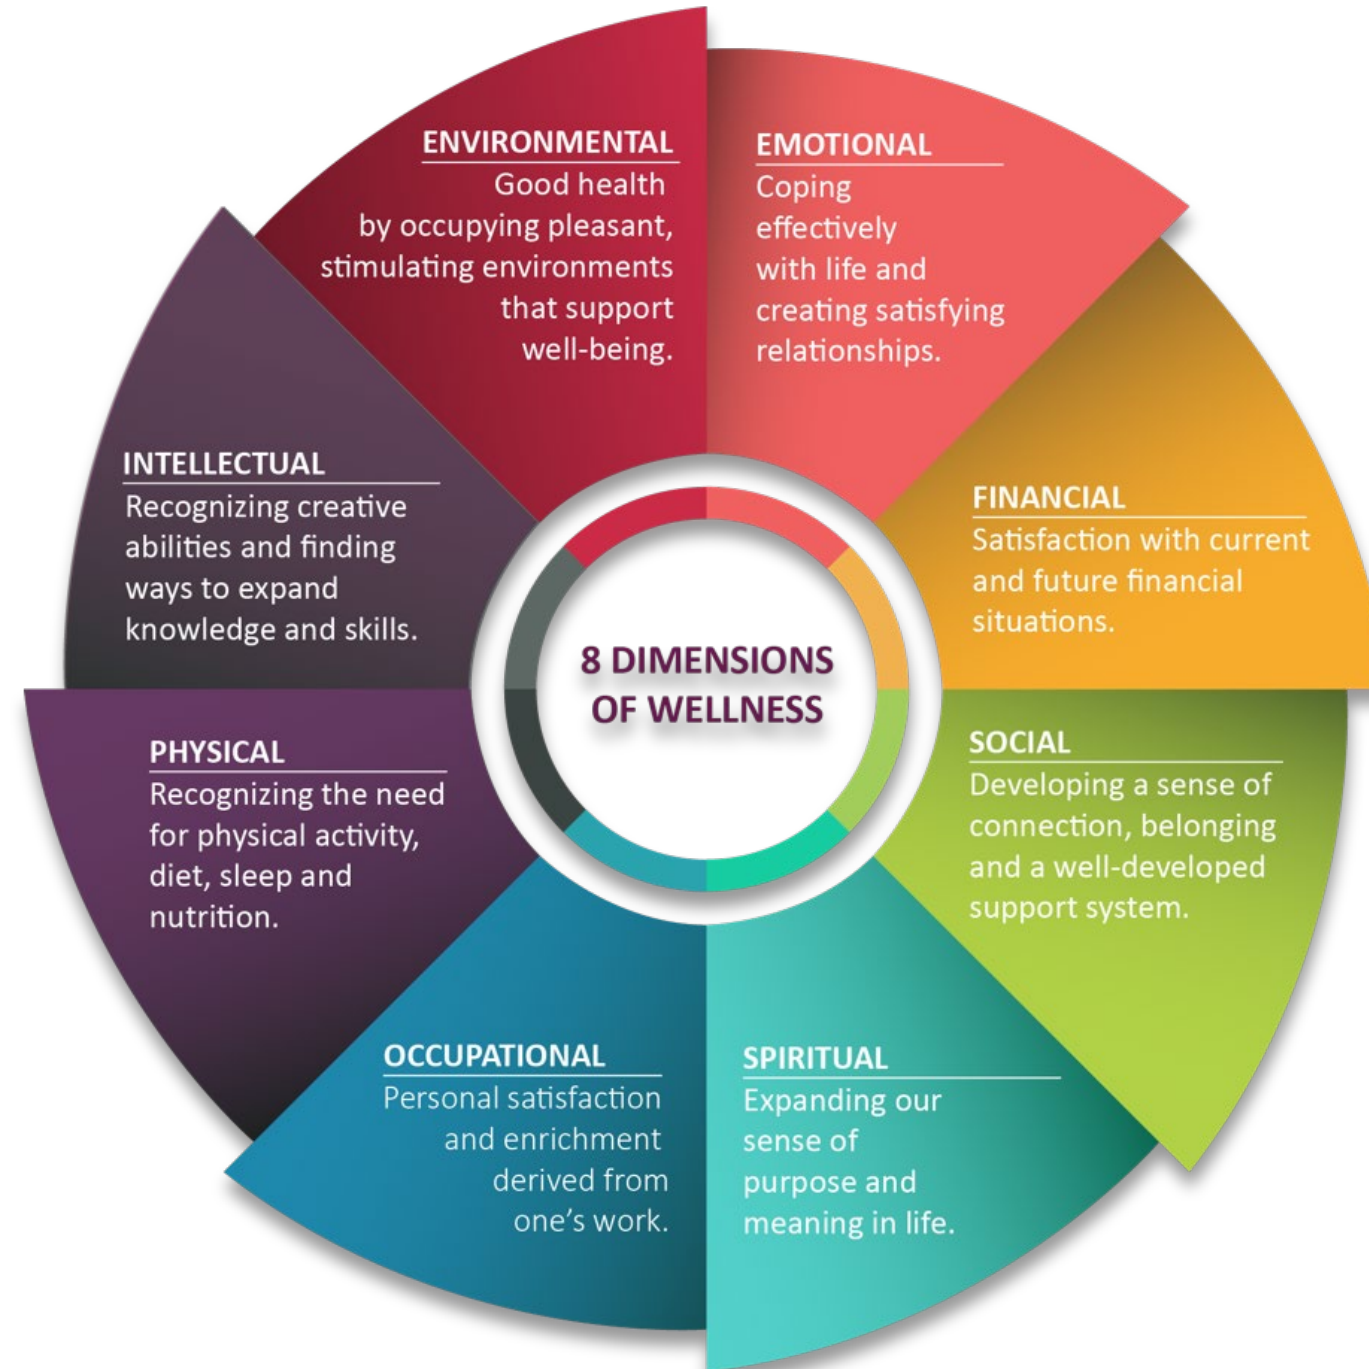 8 DIMENSIONS
OF WELLNESS
EMOTIONAL
Coping
effectively
with life and
creating satisfying
relationships.
FINANCIAL
Satisfaction with current
and future financial
situations.
SOCIAL
Developing a sense of
connection, belonging
and a well-developed
support system.
SPIRITUAL
Expanding our
sense of
purpose and
meaning in life.
OCCUPATIONAL
Personal satisfaction
and enrichment
derived from
one’s work.
PHYSICAL
Recognizing the need
for physical activity,
diet, sleep and
nutrition.
INTELLECTUAL
Recognizing creative
abilities and finding
ways to expand
knowledge and skills.
ENVIRONMENTAL
Good health
by occupying pleasant,
stimulating environments
that support
well-being.